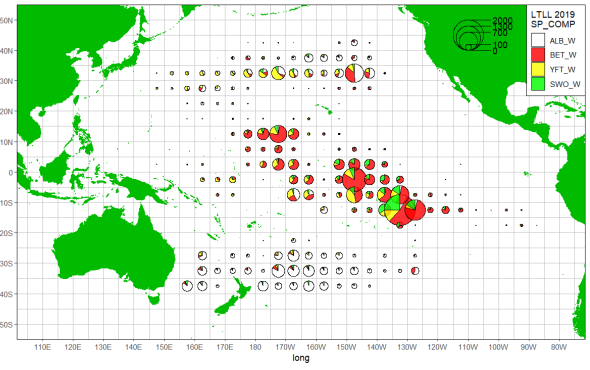 50N
40N
30N
20N
10N
0
10S
20S
30S
40S
50S
2000
1300
700
100
0
LTLL 2019
SP_COMP
ALB_W
BET_W
YFT_W
SWO_W
110E 120E 130E 140E 150E 160E 170E 180 170W 160W 150W 140W 130W 120W 110W 100W 90W 80W
long